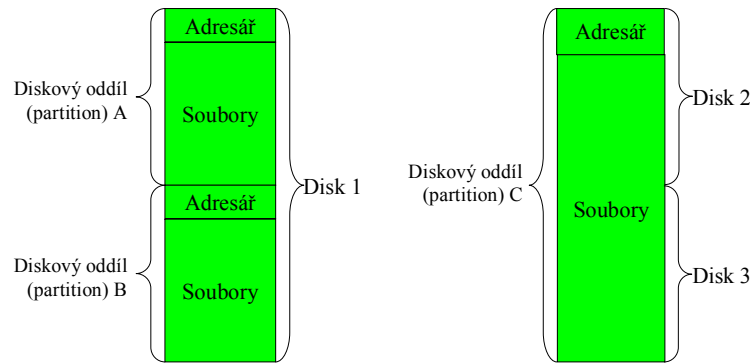 Adresář
Diskový oddíl
(partition) A
Soubory
Adresář
Disk 1
Diskový oddíl
(partition) B
Soubory
Adresář
Disk 2
Diskový oddíl
(partition) C
Soubory
Disk 3